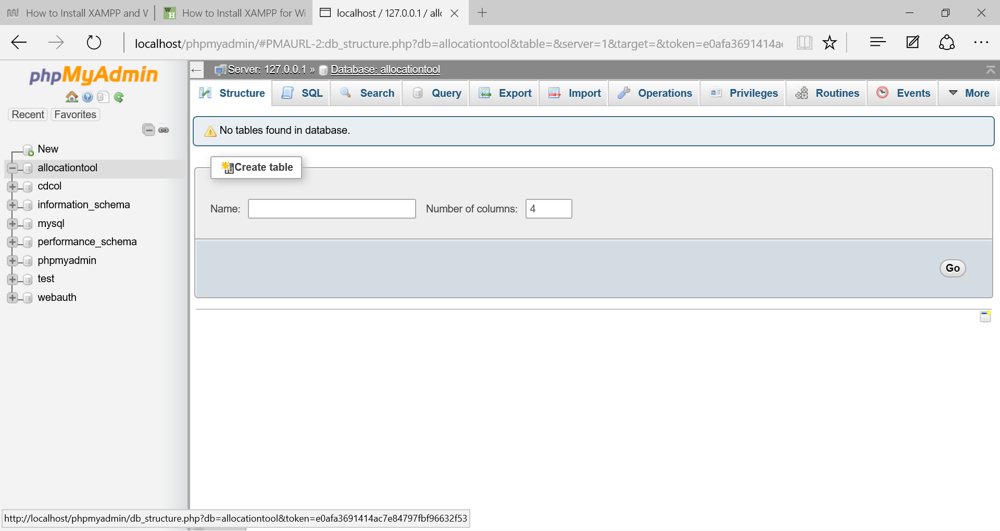 How to Install XAMPP and V
How to Install XAMPP for Wi
localhost / 127.0.0.1 / allo
localhost/phpmyadmin/#PMAURL-2:db_structure.php?db=allocationtool&table=&server=1&target=&token=e0afa3691414a
phpMyAdmin
Recent
Favorites
New
allocationtool
cdcol
information_schema
mysql
performance_schema
phpmyadmin
test
webauth
Server: 127.0.0.1 » Database: allocationtool
Structure
SQL
Search
Query
Export
Import
Operations
Privileges
Routines
Events
More
No tables found in database.
Create table
Name:
Number of columns: 4
Go
http://localhost/phpmyadmin/db_structure.php?db=allocationtool&token=e0afa3691414ac7e84797fbf96632f53